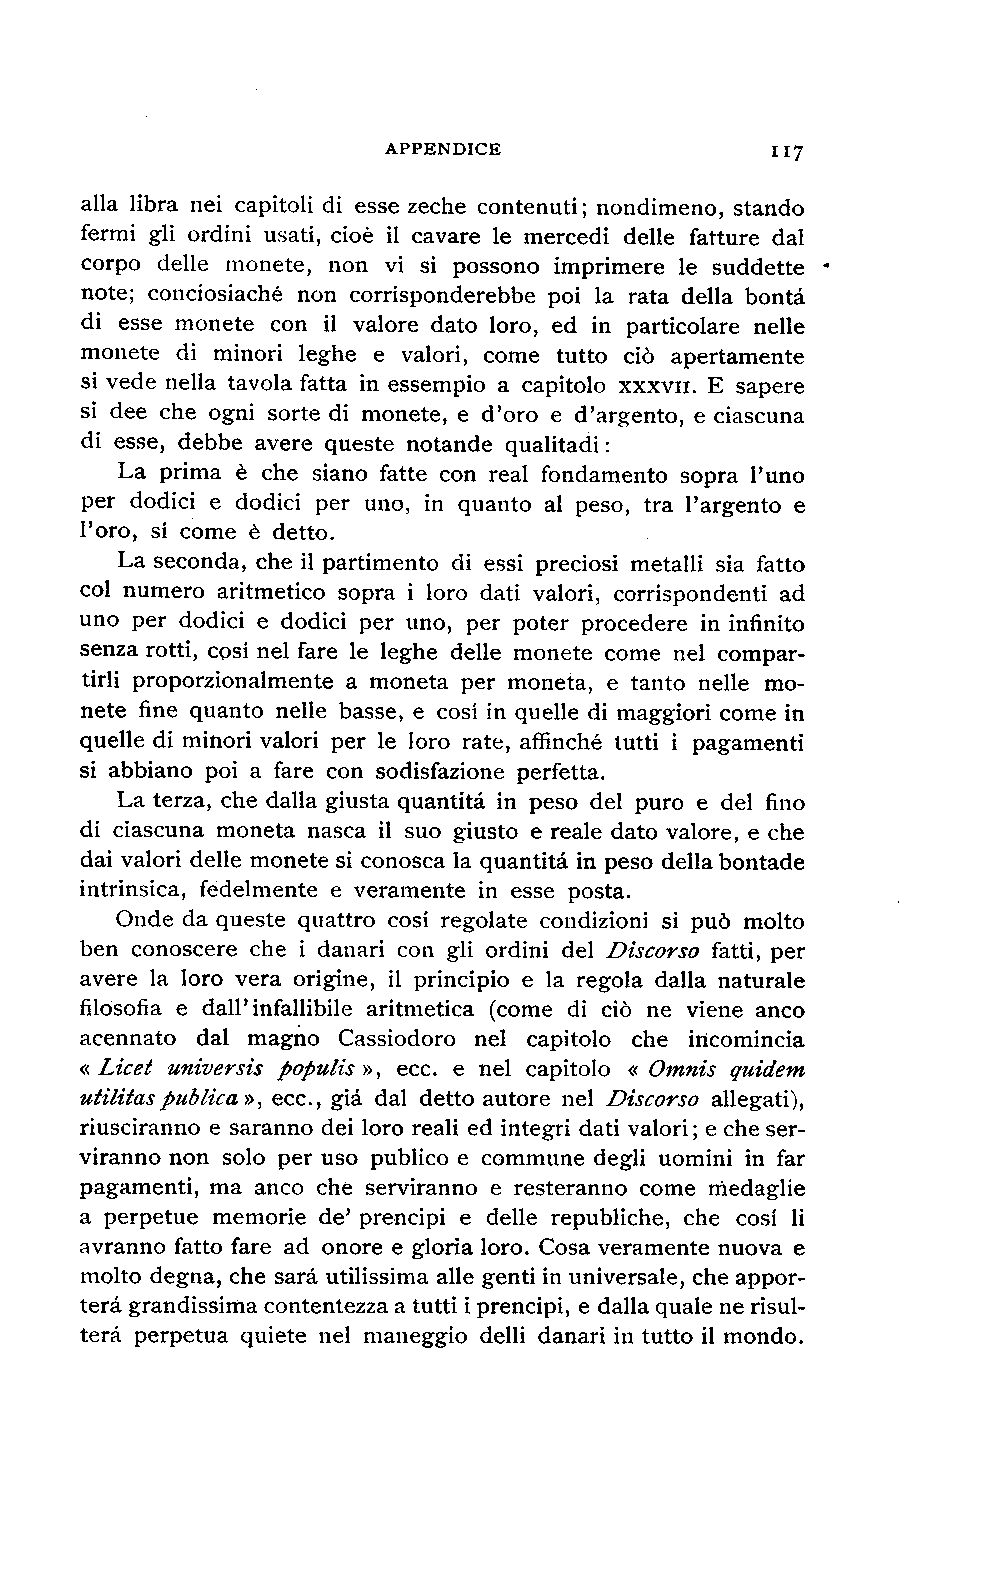 APPENDICE 117
alla libra nei capitoli di esse zeche contenuti; nondimeno, stando
fermi gli ordini usati, cioè il cavare le mercedi delle fatture dal
corpo delle monete, non vi si possono imprimere le suddette
note; conciosiaché non corrisponderebbe poi la rata della bontá
di esse monete con il valore dato loro, ed in particolare nelle
monete di minori leghe e valori, come tutto ciò apertamente
si vede nella tavola fatta in essempio a capitolo XXXVII. E sapere
si dee che ogni sorte di monete, e d'oro e d'argento, e ciascuna
di esse, debbe avere queste notande qualitadi:
La prima è che siano fatte con real fondamento sopra l'uno
per dodici e dodici per uno, in quanto al peso, tra l'argento e
l'oro, sí come è detto.
La seconda, che il partimento di essi preciosi metalli sia fatto
col numero aritmetico sopra i loro dati valori, corrispondenti ad
uno per dodici e dodici per uno, per poter procedere in infinito
senza rotti, cosí nel fare le leghe delle monete come nel compar-
tirli proporzionalmente a moneta per moneta, e tanto nelle mo-
nete fine quanto nelle basse, e cosí in quelle di maggiori come in
quelle di minori valori per le loro rate, affinché tutti i pagamenti
si abbiano poi a fare con sodisfazione perfetta.
La terza, che dalla giusta quantitá in peso del puro e del fino
di ciascuna moneta nasca il suo giusto e reale dato valore, e che
dai valori delle monete si conosca la quantitá in peso della bontade
intrinsica, fedelmente e veramente in esse posta.
Onde da queste quattro cosí regolate condizioni si può molto
ben conoscere che i danari con gli ordini del Discorso fatti, per
avere la loro vera origine, il principio e la regola dalla naturale
filosofia e dall'infallibile aritmetica (come di ciò ne viene anco
acennato dal magno Cassiodoro nel capitolo che incomincia
« Licet universis populis », ecc. e nel capitolo « Omnis quidem
utilitas publica », ecc., giá dal detto autore nel Discorso allegati),
riusciranno e saranno dei loro reali ed integri dati valori; e che ser-
viranno non solo per uso publico e commune degli uomini in far
pagamenti, ma anco che serviranno e resteranno come medaglie
a perpetue memorie de' prencipi e delle republiche, che cosí li
avranno fatto fare ad onore e gloria loro. Cosa veramente nuova e
molto degna, che sará utilissima alle genti in universale, che appor-
terá grandissima contentezza a tutti i prencipi, e dalla quale ne risul-
terá perpetua quiete nel maneggio delli danari in tutto il mondo.